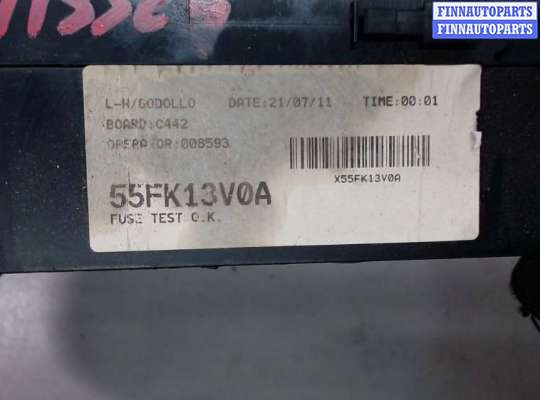 FINNAUTOPARTS
FINNAUTOPARTS
L-H/GODOLLO DATE:21/07/11 TIME:00:01
BOARD:C442
OPERATOR:008593
X55FK13V0A
55FK13V0A
FUSE TEST O.K.